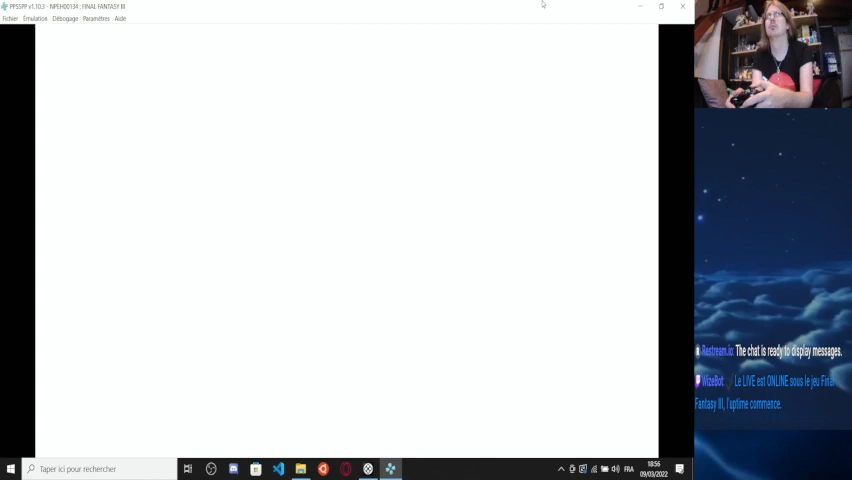 PPSSPP v1.10.3 - NPEH00134 : FINAL FANTASY III
Fichier Émulation Débogage Paramètres Aide
Restream.io: The chat is ready to display messages.
WizeBot: Le LIVE est ONLINE sous le jeu Final
Fantasy III, l'uptime commence.
Taper ici pour rechercher
FRA
18:56
09/03/2022